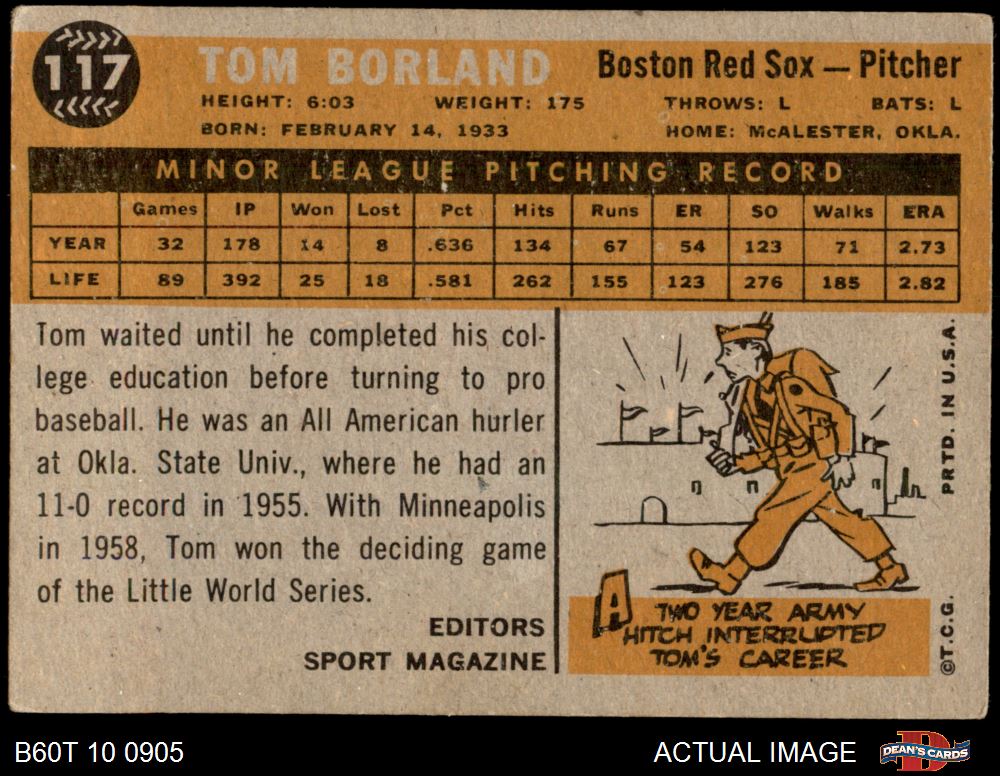 117
TOM BORLAND
Boston Red Sox — Pitcher
HEIGHT: 6:03 WEIGHT: 175 THROWS: L BATS: L
BORN: FEBRUARY 14, 1933 HOME: McALESTER, OKLA.
MINOR LEAGUE PITCHING RECORD
Games IP Won Lost Pct Hits Runs ER SO Walks ERA
YEAR 32 178 14 8 .636 134 67 54 123 71 2.73
LIFE 89 392 25 18 .581 262 155 123 276 185 2.82
Tom waited until he completed his col-
lege education before turning to pro
baseball. He was an All American hurler
at Okla. State Univ., where he had an
11-0 record in 1955. With Minneapolis
in 1958, Tom won the deciding game
of the Little World Series.
EDITORS
SPORT MAGAZINE
A TWO YEAR ARMY
HITCH INTERRUPTED
TOM'S CAREER
©T.C.G. PRTD. IN U.S.A.
B60T 10 0905
ACTUAL IMAGE
DEAN'S CARDS